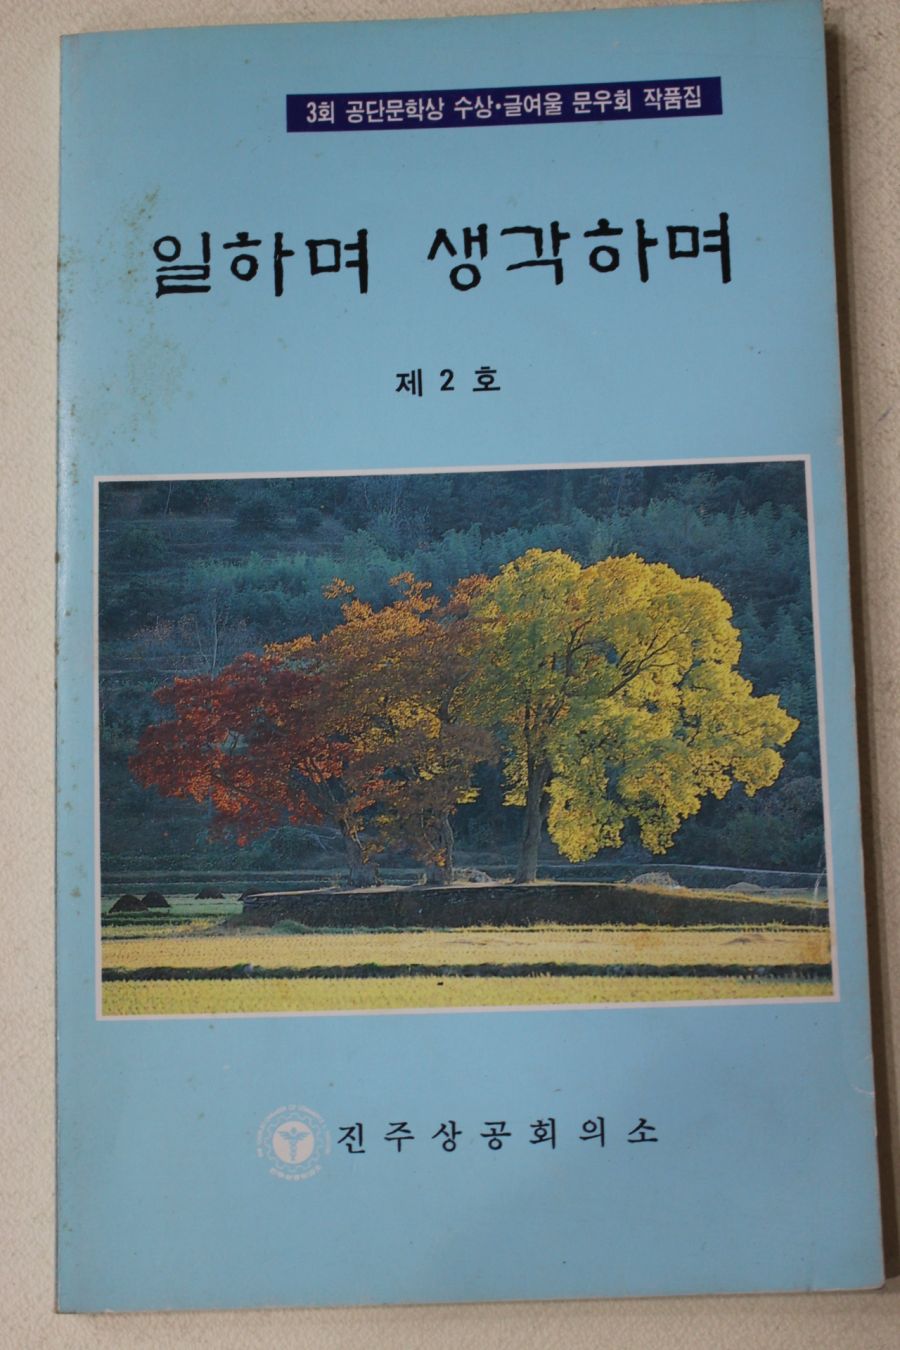 3회 공단문학상 수상·글여울 문우회 작품집
일하며 생각하며
제 2 호
진주상공회의소